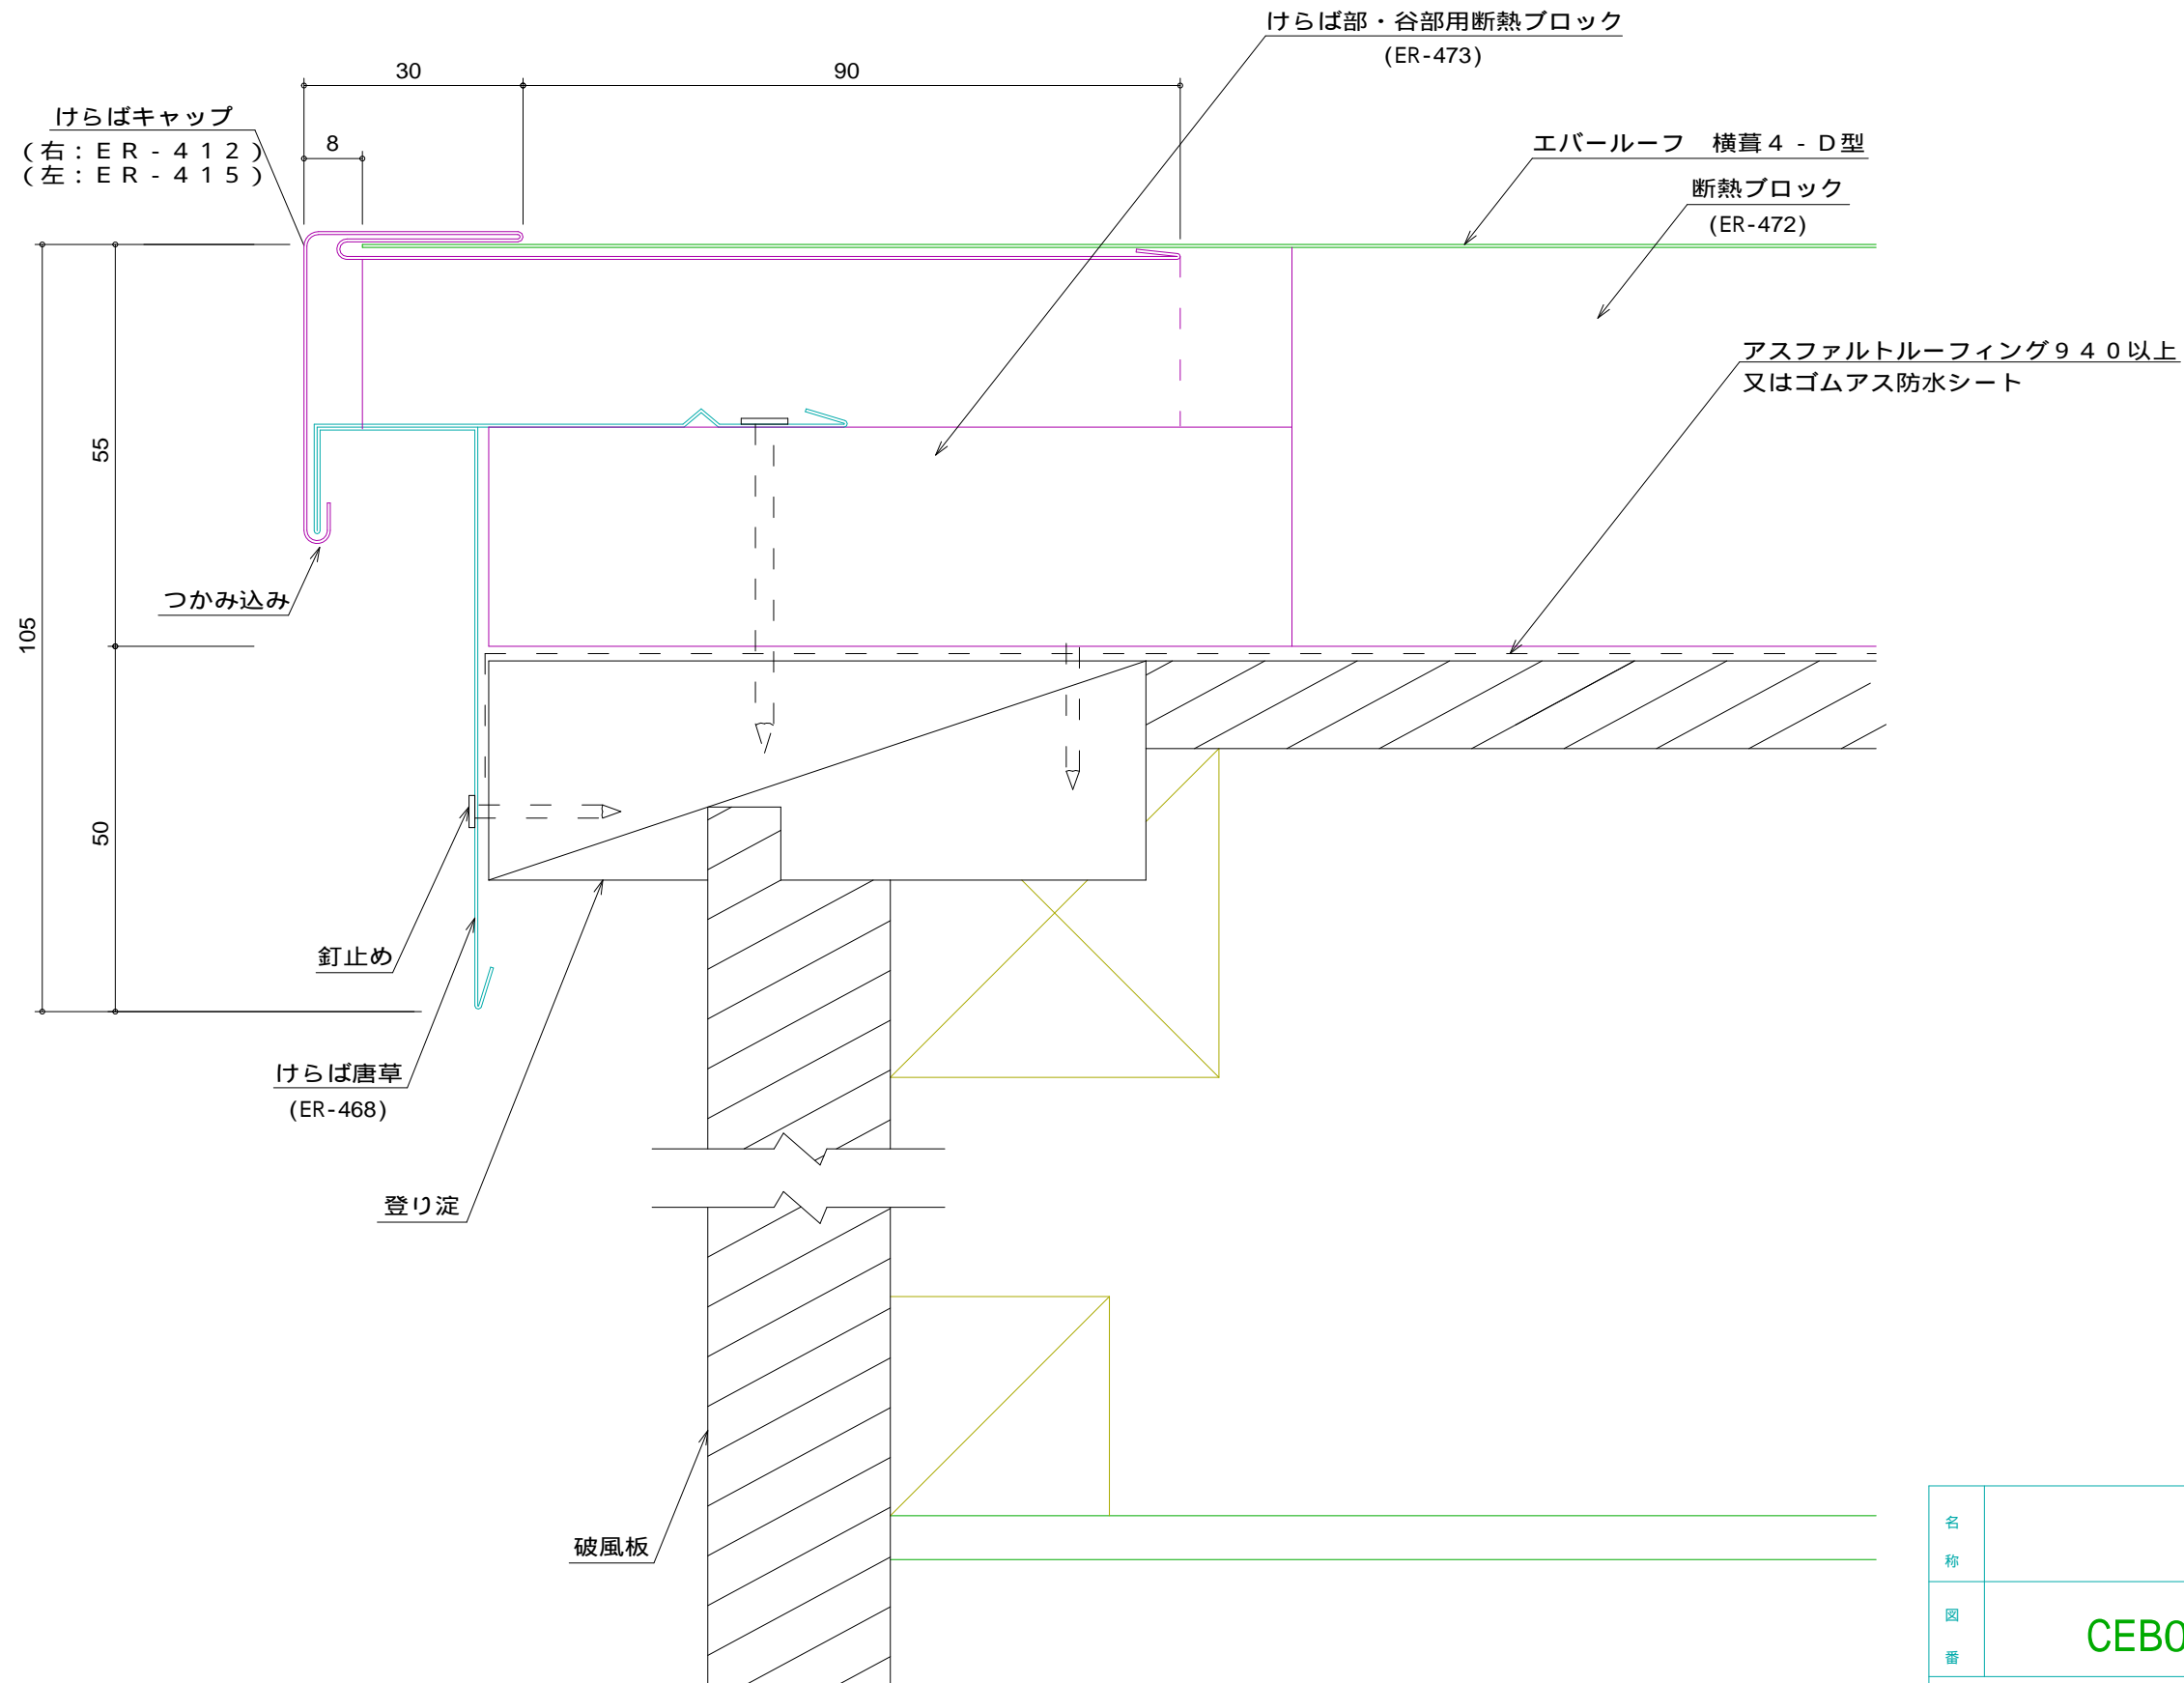 けらば部・谷部用断熱ブロック
(ER-473)
30
90
けらばキャップ
(右:ER-412)
(左:ER-415)
8
エバールーフ　横葺4-D型
断熱ブロック
(ER-472)
アスファルトルーフィング940以上
又はゴムアス防水シート
55
つかみ込み
105
50
釘止め
けらば唐草
(ER-468)
登り淀
破風板
名称
図番
CEB0